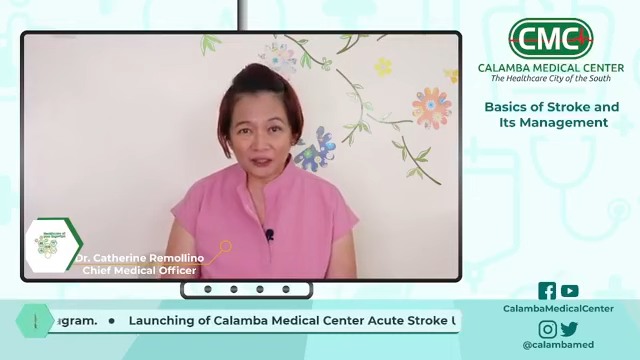 CMC
CALAMBA MEDICAL CENTER
The Healthcare City of the South
Basics of Stroke and
Its Management
Dr. Catherine Remollino
Chief Medical Officer
CalambaMedicalCenter
@calambamed
gram. • Launching of Calamba Medical Center Acute Stroke U